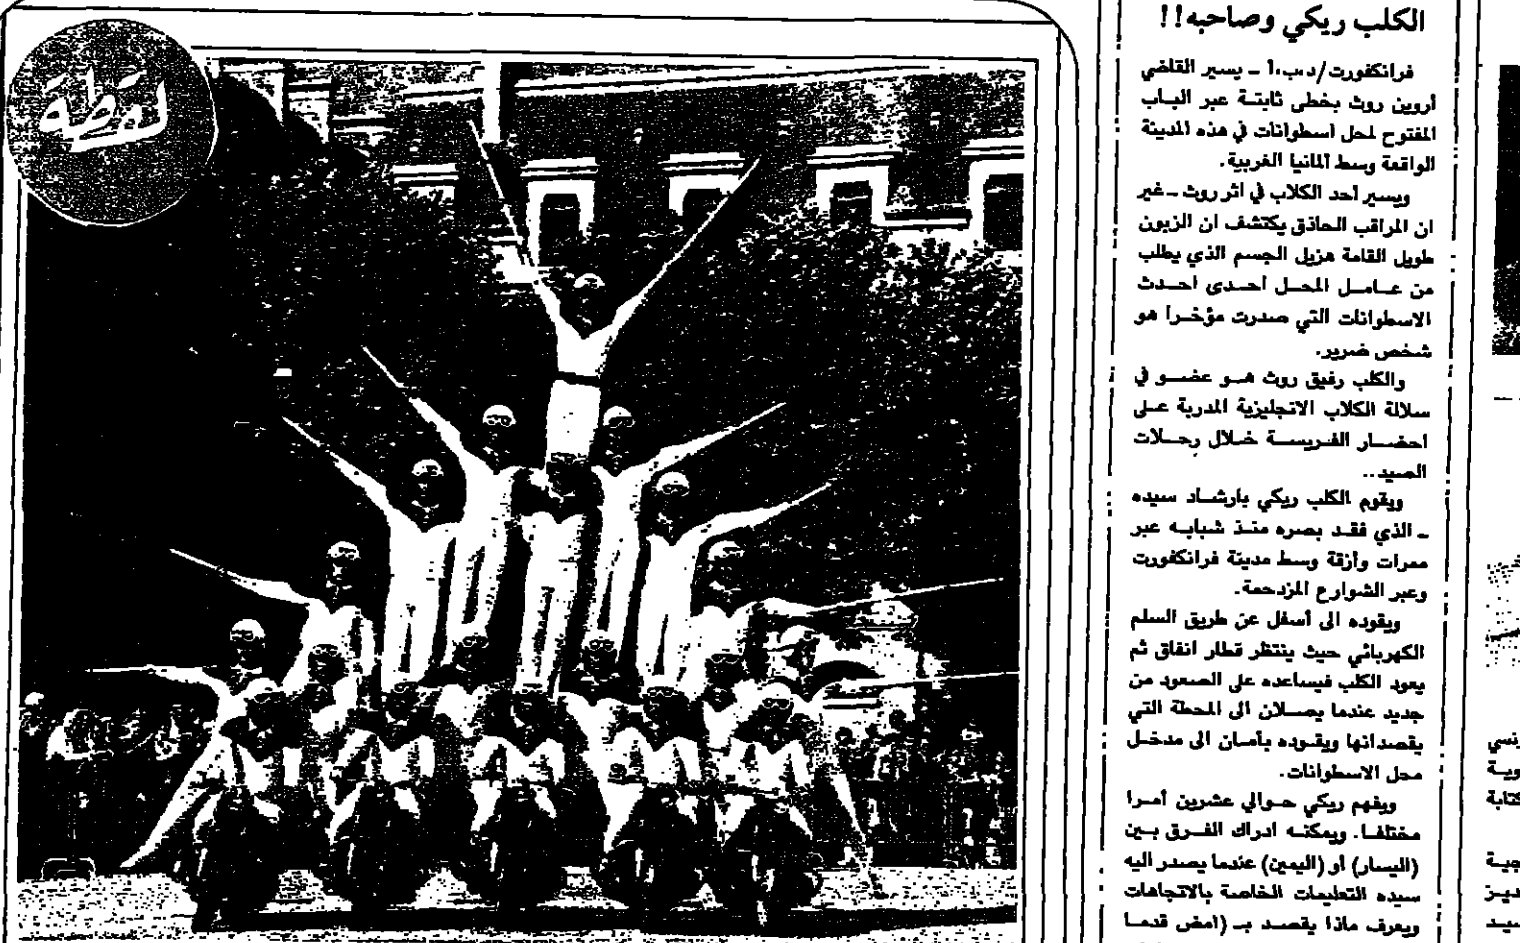 لقطة
الكلب ريكي وصاحبه!!
فرانكفورت/د.ب.أ ـ يسير القاضي
أروين روث بخطى ثابتة عبر الباب
المفتوح لمحل اسطوانات في هذه المدينة
الواقعة وسط ألمانيا الغربية.
ويسير أحد الكلاب في اثر روث ـ غير
ان المراقب الحاذق يكتشف ان الزبون
طويل القامة هزيل الجسم الذي يطلب
من عامل المحل أحدى احدث
الاسطوانات التي صدرت مؤخرا هو
شخص ضرير.
والكلب رفيق روث هو عضو في
سلالة الكلاب الانجليزية المدربة على
احضار الفريسة خلال رحلات
الصيد..
ويقوم الكلب ريكي بارشاد سيده
ـ الذي فقد بصره منذ شبابه عبر
ممرات وأزقة وسط مدينة فرانكفورت
وعبر الشوارع المزدحمة.
ويقوده الى أسفل عن طريق السلم
الكهربائي حيث ينتظر قطار انفاق ثم
يعود الكلب فيساعده على الصعود من
جديد عندما يصلان الى المحطة التي
يقصدانها ويقوده بأمان الى مدخل
محل الاسطوانات.
ويفهم ريكي حوالي عشرين أمرا
مختلفا. ويمكنه ادراك الفرق بين
(اليسار) أو (اليمين) عندما يصدر اليه
سيده التعليمات الخاصة بالاتجاهات
ويعرف ماذا يقصد بـ (امض قدما